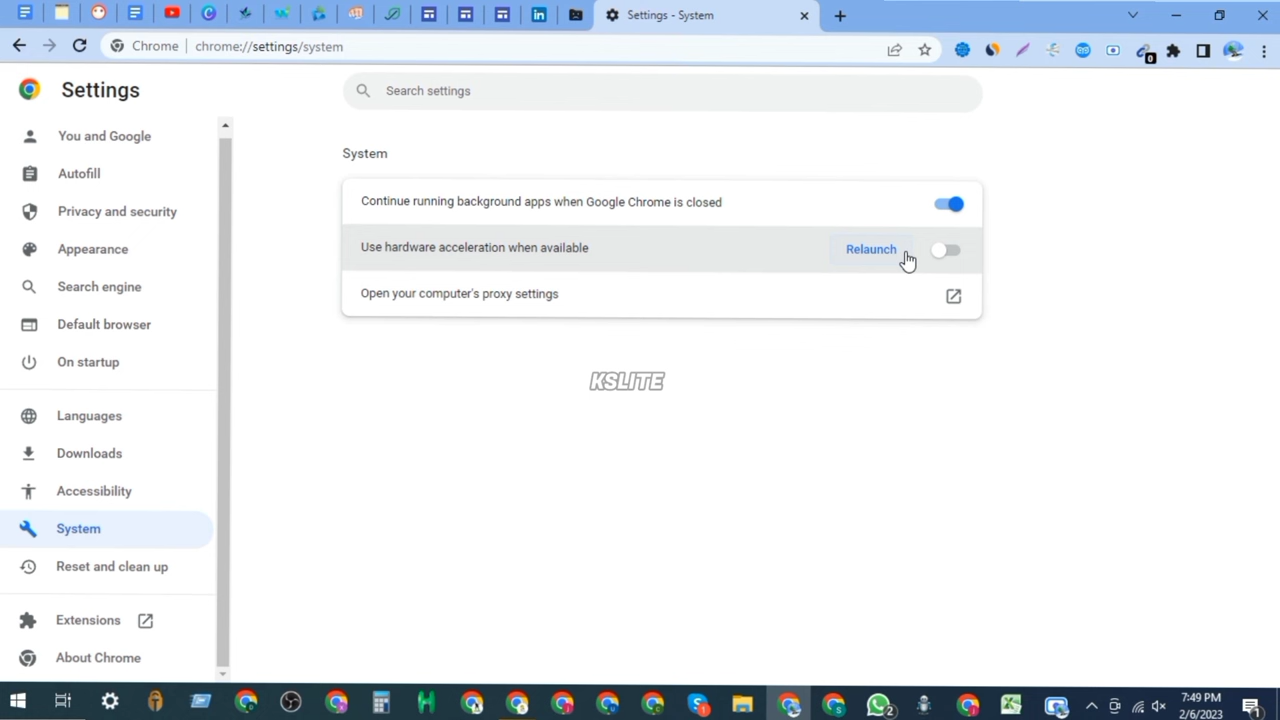 Settings - System
Chrome
chrome://settings/system
0
Settings
Search settings
You and Google
Autofill
Privacy and security
Appearance
Search engine
Default browser
On startup
Languages
Downloads
Accessibility
System
Reset and clean up
Extensions
About Chrome
System
Continue running background apps when Google Chrome is closed
Use hardware acceleration when available
Relaunch
Open your computer's proxy settings
KSLITE
2
7:49 PM
2/6/2023
1